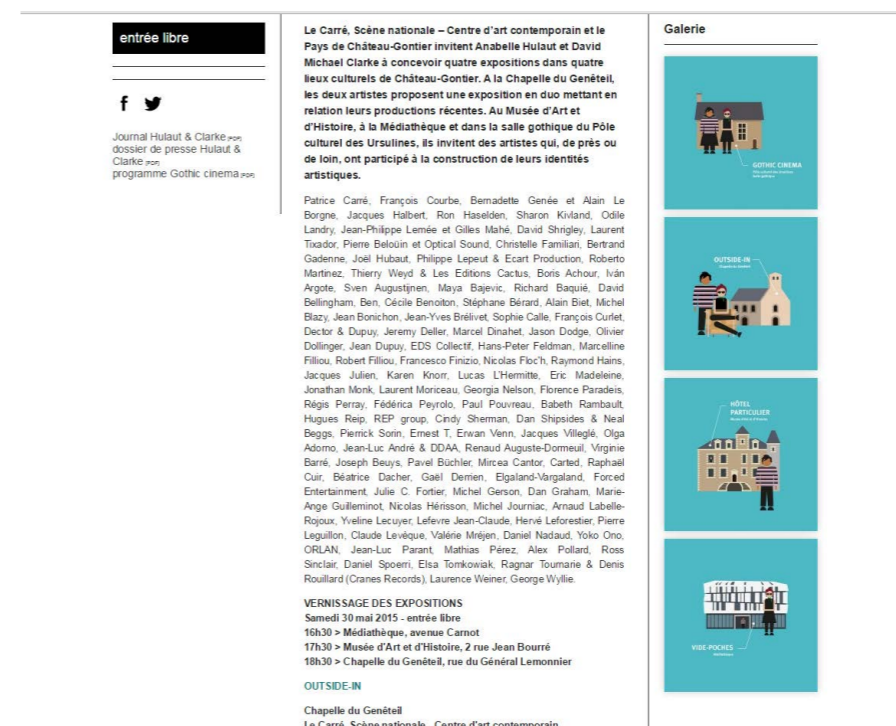 entrée libre
Journal Hulaut & Clarke [PDF]
dossier de presse Hulaut &
Clarke [PDF]
programme Gothic cinema [PDF]
Le Carré, Scène nationale – Centre d'art contemporain et le
Pays de Château-Gontier invitent Anabelle Hulaut et David
Michael Clarke à concevoir quatre expositions dans quatre
lieux culturels de Château-Gontier. A la Chapelle du Genêteil,
les deux artistes proposent une exposition en duo mettant en
relation leurs productions récentes. Au Musée d'Art et
d'Histoire, à la Médiathèque et dans la salle gothique du Pôle
culturel des Ursulines, ils invitent des artistes qui, de près ou
de loin, ont participé à la construction de leurs identités
artistiques.
Patrice Carré, François Courbe, Bernadette Genée et Alain Le
Borgne, Jacques Halbert, Ron Haselden, Sharon Kivland, Odile
Landry, Jean-Philippe Lemée et Gilles Mahé, David Shrigley, Laurent
Tixador, Pierre Beloüin et Optical Sound, Christelle Familiari, Bertrand
Gadenne, Joël Hubaut, Philippe Lepeut & Ecart Production, Roberto
Martinez, Thierry Weyd & Les Editions Cactus, Boris Achour, Iván
Argote, Sven Augustijnen, Maya Bajevic, Richard Baquié, David
Bellingham, Ben, Cécile Benoiton, Stéphane Bérard, Alain Biet, Michel
Blazy, Jean Bonichon, Jean-Yves Brélivet, Sophie Calle, François Curlet,
Dector & Dupuy, Jeremy Deller, Marcel Dinahet, Jason Dodge, Olivier
Dollinger, Jean Dupuy, EDS Collectif, Hans-Peter Feldman, Marcelline
Filliou, Robert Filliou, Francesco Finizio, Nicolas Floc'h, Raymond Hains,
Jacques Julien, Karen Knorr, Lucas L'Hermitte, Eric Madeleine,
Jonathan Monk, Laurent Moriceau, Georgia Nelson, Florence Paradeis,
Régis Perray, Fédérica Peyrolo, Paul Pouvreau, Babeth Rambault,
Hugues Reip, REP group, Cindy Sherman, Dan Shipsides & Neal
Beggs, Pierrick Sorin, Ernest T, Erwan Venn, Jacques Villeglé, Olga
Adorno, Jean-Luc André & DDAA, Renaud Auguste-Dormeuil, Virginie
Barré, Joseph Beuys, Pavel Büchler, Mircea Cantor, Carted, Raphaël
Cuir, Béatrice Dacher, Gaël Derrien, Elgaland-Vargaland, Forced
Entertainment, Julie C. Fortier, Michel Gerson, Dan Graham, Marie-
Ange Guilleminot, Nicolas Hérisson, Michel Journiac, Arnaud Labelle-
Rojoux, Yveline Lecuyer, Lefevre Jean-Claude, Hervé Leforestier, Pierre
Leguillon, Claude Levêque, Valérie Mréjen, Daniel Nadaud, Yoko Ono,
ORLAN, Jean-Luc Parant, Mathias Pérez, Alex Pollard, Ross
Sinclair, Daniel Spoerri, Elsa Tomkowiak, Ragnar Tournarie & Denis
Rouillard (Cranes Records), Laurence Weiner, George Wyllie.
VERNISSAGE DES EXPOSITIONS
Samedi 30 mai 2015 - entrée libre
16h30 > Médiathèque, avenue Carnot
17h30 > Musée d'Art et d'Histoire, 2 rue Jean Bourré
18h30 > Chapelle du Genêteil, rue du Général Lemonnier
OUTSIDE-IN
Chapelle du Genêteil
Le Carré, Scène nationale - Centre d'art contemporain
Galerie
GOTHIC CINEMA
OUTSIDE-IN
HÔTEL
PARTICULIER
VIDE-POCHES